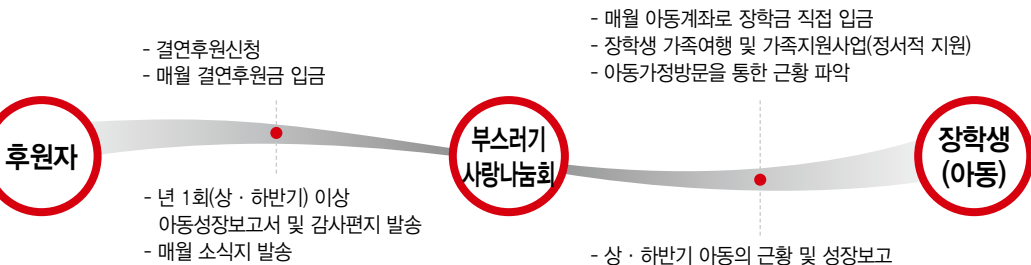 - 결연후원신청
- 매월 결연후원금 입금
- 매월 아동계좌로 장학금 직접 입금
- 장학생 가족여행 및 가족지원사업(정서적 지원)
- 아동가정방문을 통한 근황 파악
후원자
부스러기
사랑나눔회
장학생
(아동)
- 년 1회(상 · 하반기) 이상
아동성장보고서 및 감사편지 발송
- 매월 소식지 발송
- 상 · 하반기 아동의 근황 및 성장보고